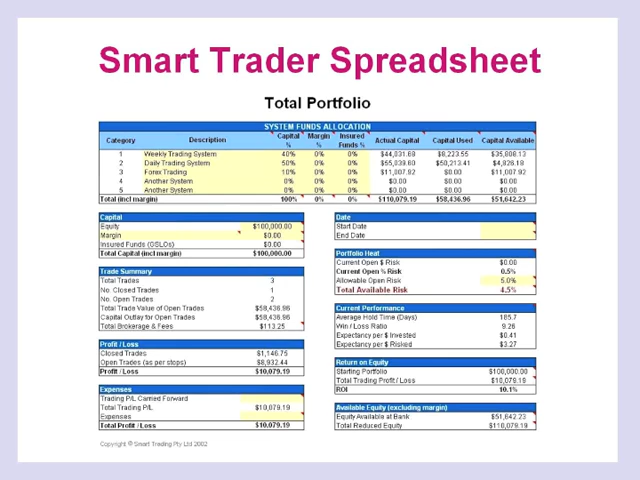 Smart Trader Spreadsheet
Total Portfolio
SYSTEM FUNDS ALLOCATION
Category Description Capital % Margin % Insured Funds % Actual Capital Capital Used Capital Available
1 Weekly Trading System 40% 0% 0% $44,031.68 $8,223.55 $35,808.13
2 Daily Trading System 50% 0% 0% $55,039.60 $50,213.41 $4,826.19
3 Forex Trading 10% 0% 0% $11,007.92 $0.00 $11,007.92
4 Another System 0% 0% 0% $0.00 $0.00 $0.00
5 Another System 0% 0% 0% $0.00 $0.00 $0.00
Total (incl margin) 100% 0% 0% $110,079.19 $58,436.96 $51,642.23
Capital
Equity $100,000.00
Margin $0.00
Insured Funds (GSLOs) $0.00
Total Capital (incl margin) $100,000.00
Trade Summary
Total Trades 3
No. Closed Trades 1
No. Open Trades 2
Total Trade Value of Open Trades $58,436.96
Capital Outlay for Open Trades $58,436.96
Total Brokerage & Fees $113.25
Profit / Loss
Closed Trades $1,146.75
Open Trades (as per stops) $8,932.44
Profit / Loss $10,079.19
Expenses
Trading P/L Carried Forward
Total Trading P/L $10,079.19
Expenses
Total Profit / Loss $10,079.19
Date
Start Date
End Date
Portfolio Heat
Current Open $ Risk $0.00
Current Open % Risk 0.5%
Allowable Open Risk 5.0%
Total Available Risk 4.5%
Current Performance
Average Hold Time (Days) 185.7
Win / Loss Ratio 9.26
Expectancy per $ Invested $0.41
Expectancy per $ Risked $3.27
Return on Equity
Starting Portfolio $100,000.00
Total Trading Profit / Loss $10,079.19
ROI 10.1%
Available Equity (excluding margin)
Equity Available at Bank $51,642.23
Total Reduced Equity $110,079.19
Copyright © Smart Trading Pty Ltd 2002